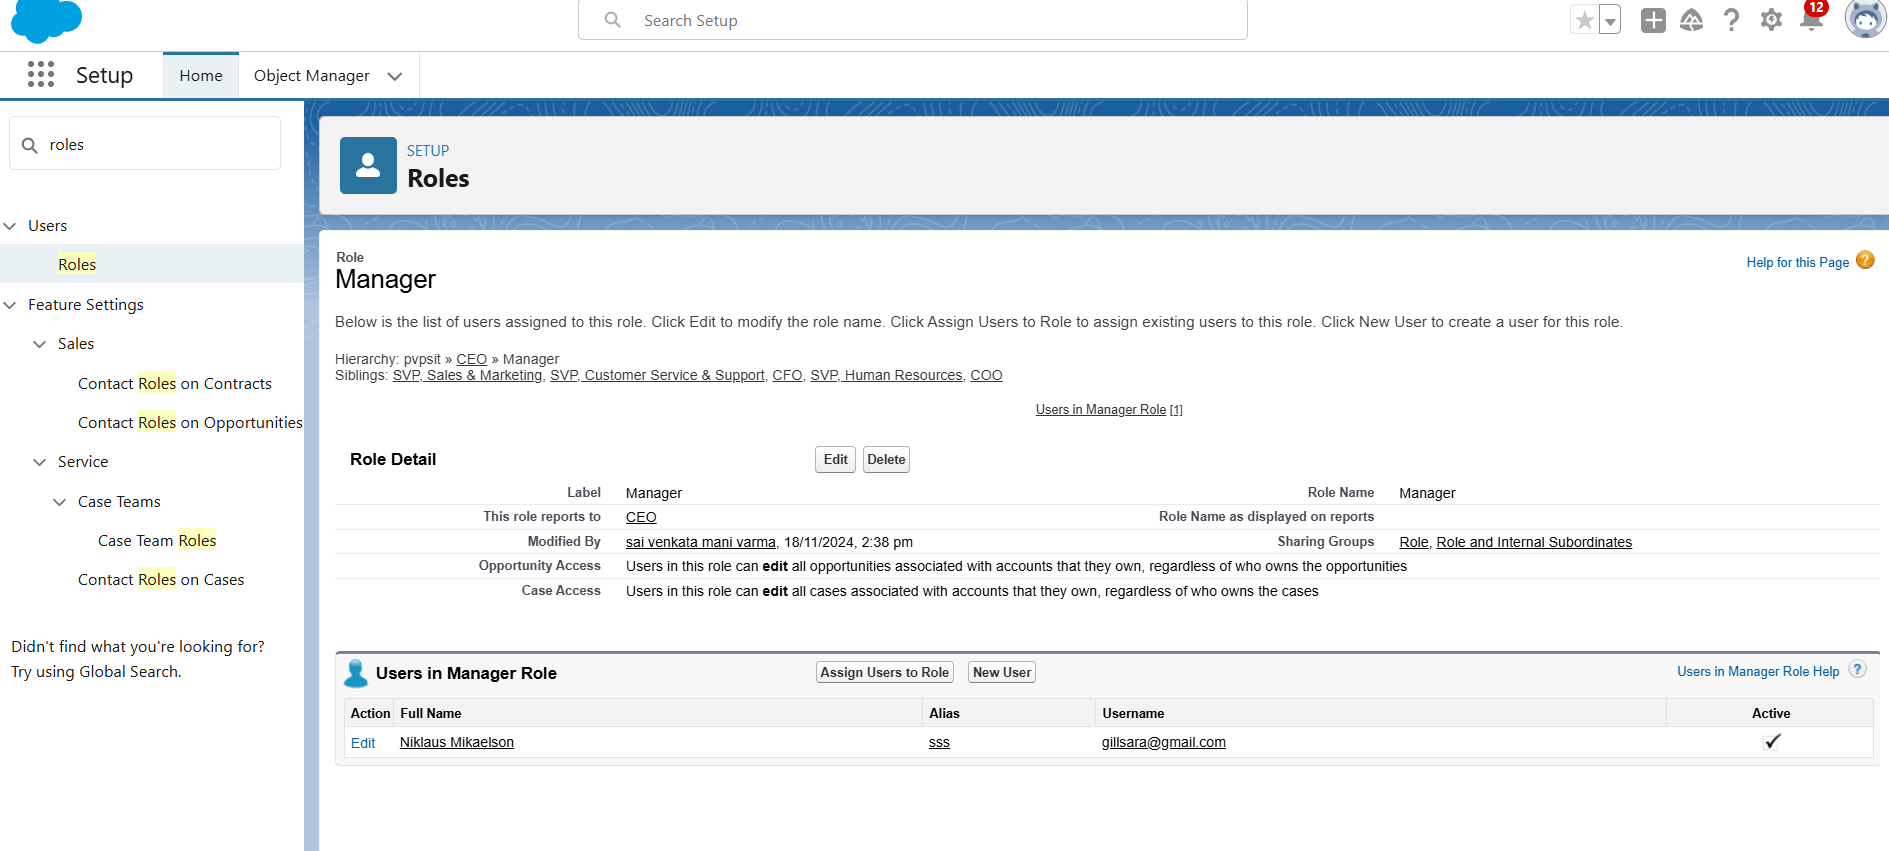 Search Setup
12
Setup
Home
Object Manager
roles
Users
Roles
Feature Settings
Sales
Contact Roles on Contracts
Contact Roles on Opportunities
Service
Case Teams
Case Team Roles
Contact Roles on Cases
Didn't find what you're looking for?
Try using Global Search.
SETUP
Roles
Role
Manager
Help for this Page ?
Below is the list of users assigned to this role. Click Edit to modify the role name. Click Assign Users to Role to assign existing users to this role. Click New User to create a user for this role.
Hierarchy: pvpsit » CEO » Manager
Siblings: SVP, Sales & Marketing, SVP, Customer Service & Support, CFO, SVP, Human Resources, COO
Users in Manager Role [1]
Role Detail Edit Delete
Label Manager Role Name Manager
This role reports to CEO Role Name as displayed on reports
Modified By sai venkata mani varma, 18/11/2024, 2:38 pm Sharing Groups Role, Role and Internal Subordinates
Opportunity Access Users in this role can edit all opportunities associated with accounts that they own, regardless of who owns the opportunities
Case Access Users in this role can edit all cases associated with accounts that they own, regardless of who owns the cases
Users in Manager Role Assign Users to Role New User Users in Manager Role Help ?
Action Full Name Alias Username Active
Edit Niklaus Mikaelson sss gillsara@gmail.com